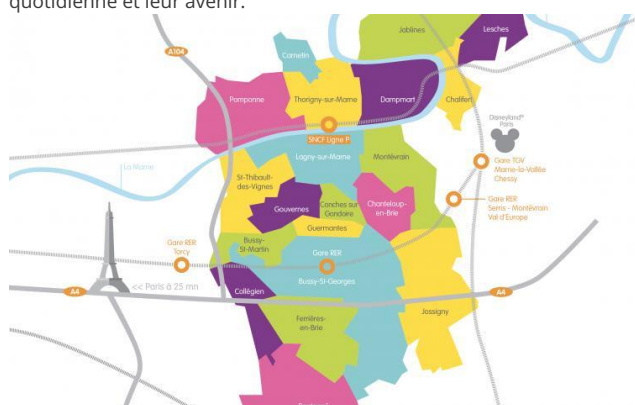 quotidienne et leur avenir.
Jablines
Lesches
Carnetin
A104
Pomponne
Thorigny-sur-Marne
Dampmart
Chalifert
SNCF Ligne P
Disneyland®
Paris
La Marne
Lagny-sur-Marne
Montévrain
Gare TGV
Marne-la-Vallée
Chessy
St-Thibault-
des-Vignes
Gouvernes
Conches sur
Gondoire
Chanteloup-
en-Brie
Gare RER
Serris - Montévrain
Val d'Europe
Guermantes
Bussy-
St-Martin
Gare RER
Torcy
Gare RER
Bussy-St-Georges
A4
<< Paris à 25 mn
Collégien
A4
Jossigny
Ferrières-
en-Brie